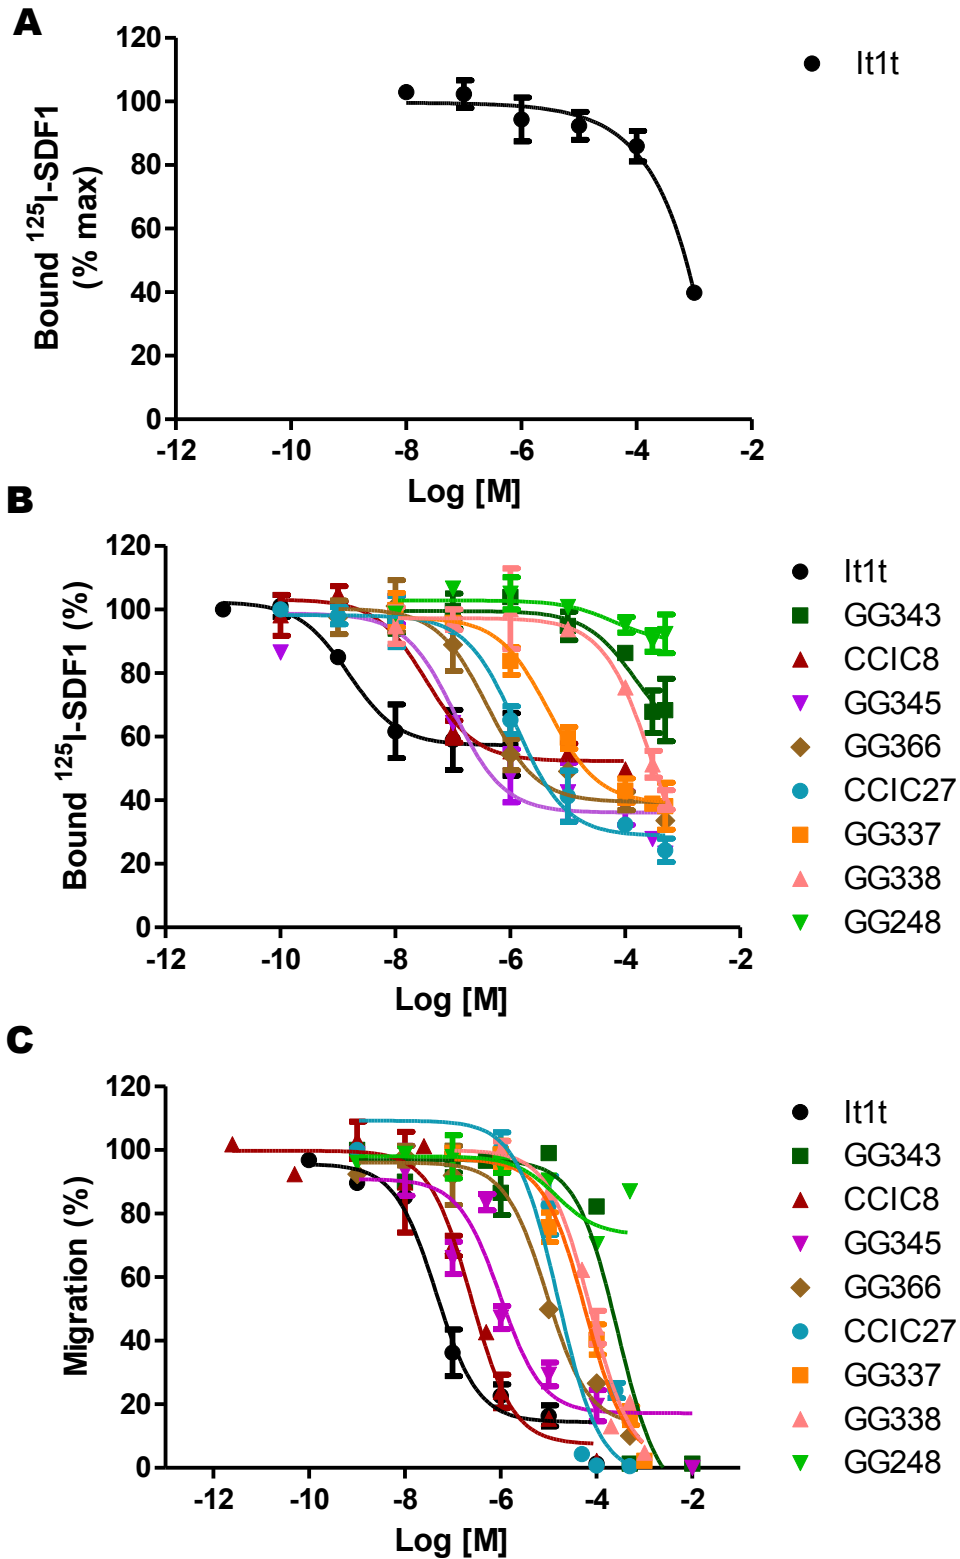 A
120
100
80
60
40
20
0
-12 -10 -8 -6 -4 -2
Bound ¹²⁵I-SDF1
(% max)
Log [M]
It1t
B
120
100
80
60
40
20
0
-12 -10 -8 -6 -4 -2
Bound ¹²⁵I-SDF1 (%)
Log [M]
It1t
GG343
CCIC8
GG345
GG366
CCIC27
GG337
GG338
GG248
C
120
100
80
60
40
20
0
-12 -10 -8 -6 -4 -2
Migration (%)
Log [M]
It1t
GG343
CCIC8
GG345
GG366
CCIC27
GG337
GG338
GG248